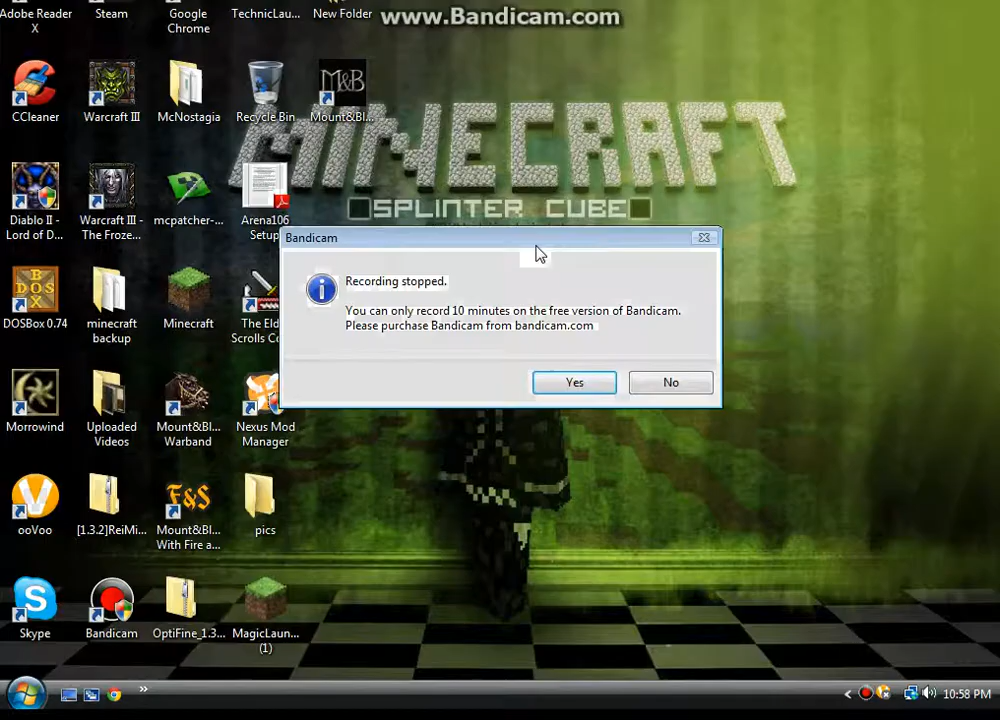 www.Bandicam.com
Adobe Reader
X
Steam
Google
Chrome
TechnicLau...
New Folder
CCleaner
Warcraft III
McNostagia
Recycle Bin
Mount&Bl...
MINECRAFT
SPLINTER CUBE
Diablo II -
Lord of D...
Warcraft III -
The Froze...
mcpatcher-...
Arena106
Setup
Bandicam
Recording stopped.
You can only record 10 minutes on the free version of Bandicam.
Please purchase Bandicam from bandicam.com
Yes
No
DOSBox 0.74
minecraft
backup
Minecraft
The Eld
Scrolls Co
Morrowind
Uploaded
Videos
Mount&Bl...
Warband
Nexus Mod
Manager
ooVoo
[1.3.2]ReiMi...
Mount&Bl...
With Fire a...
pics
Skype
Bandicam
OptiFine_1.3...
MagicLaun...
(1)
10:58 PM